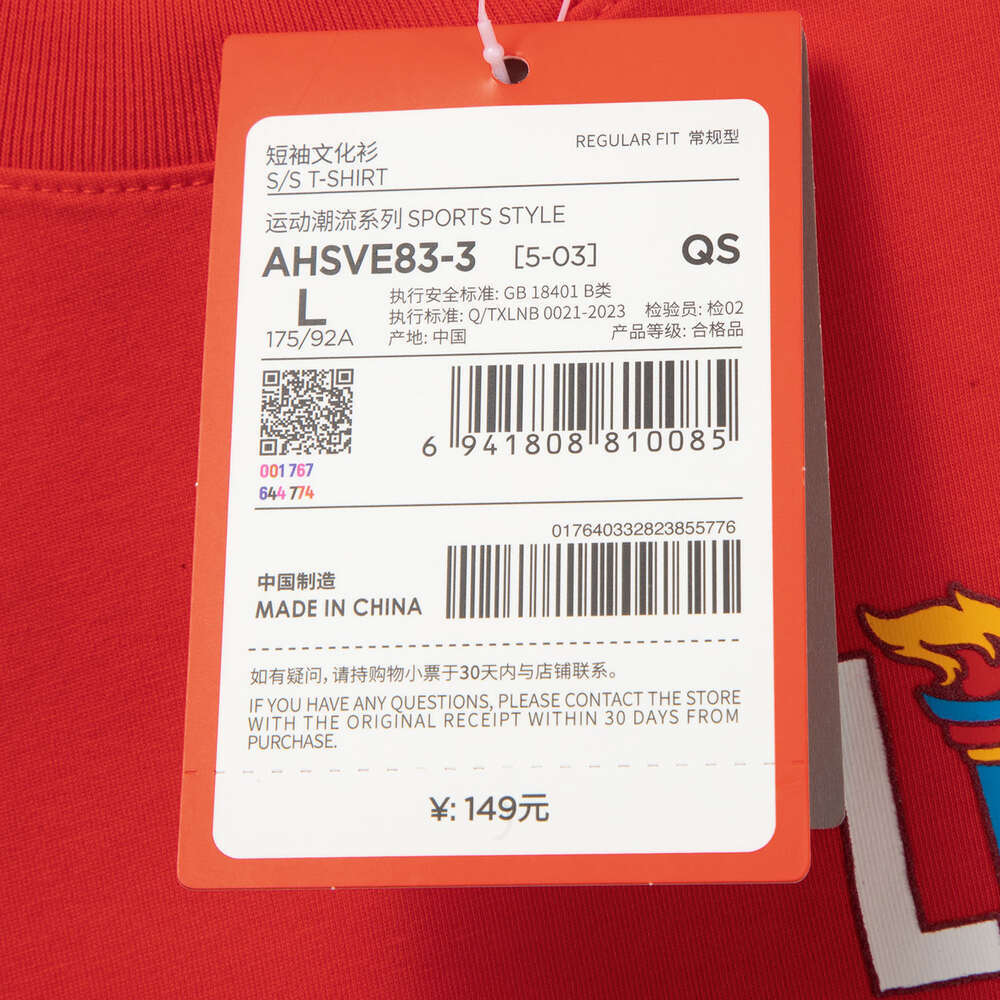 短袖文化衫
S/S T-SHIRT
REGULAR FIT 常规型
运动潮流系列 SPORTS STYLE
AHSVE83-3 [5-03] QS
L
175/92A
执行安全标准: GB 18401 B类
执行标准: Q/TXLNB 0021-2023 检验员: 检02
产地: 中国 产品等级: 合格品
6 941808 810085
001 767
644 774
017640332823855776
中国制造
MADE IN CHINA
如有疑问,请持购物小票于30天内与店铺联系。
IF YOU HAVE ANY QUESTIONS, PLEASE CONTACT THE STORE
WITH THE ORIGINAL RECEIPT WITHIN 30 DAYS FROM
PURCHASE.
¥: 149元
L